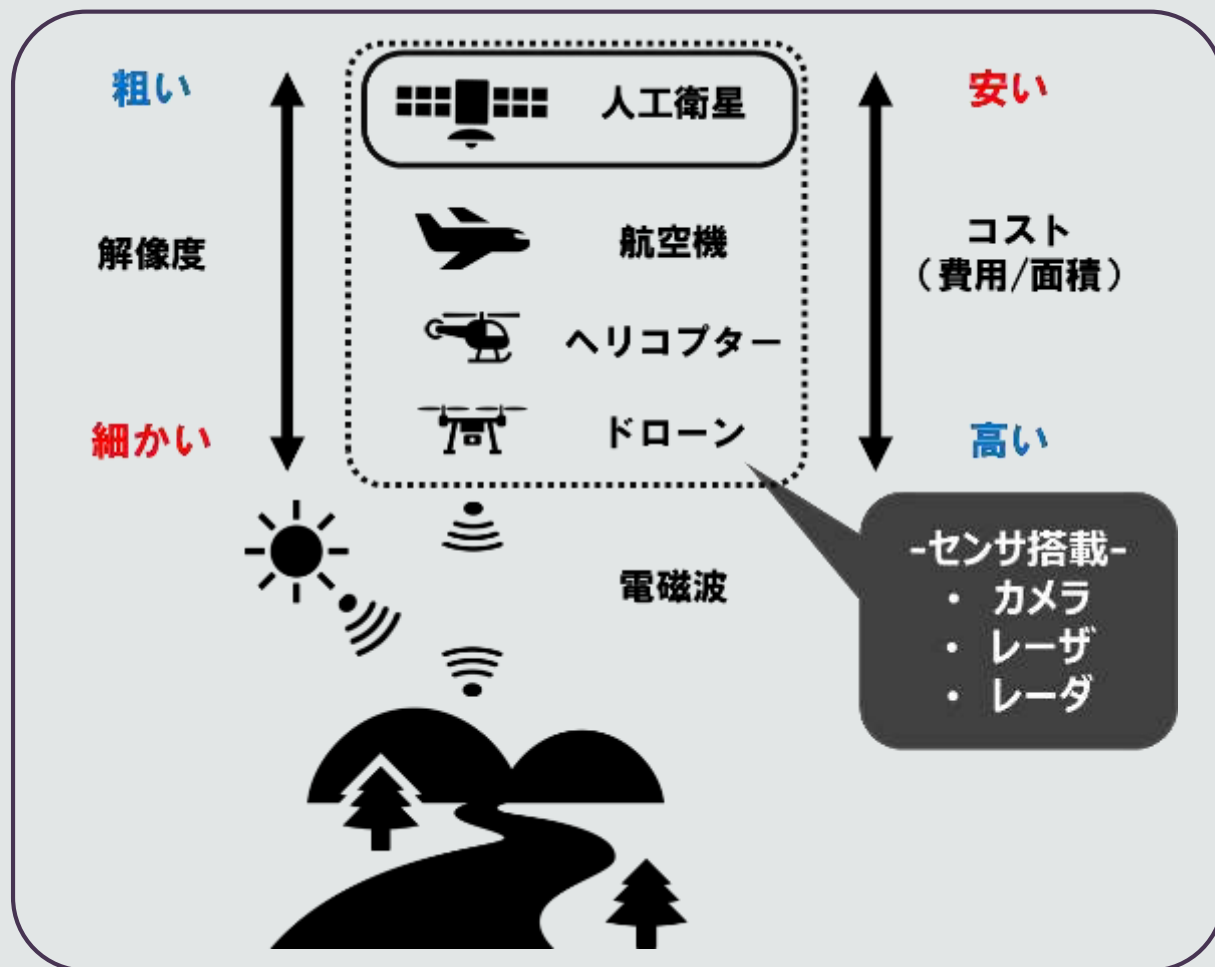 粗い
人工衛星
安い
解像度
航空機
コスト
（費用/面積）
ヘリコプター
細かい
ドローン
高い
電磁波
-センサ搭載-
・ カメラ
・ レーザ
・ レーダ